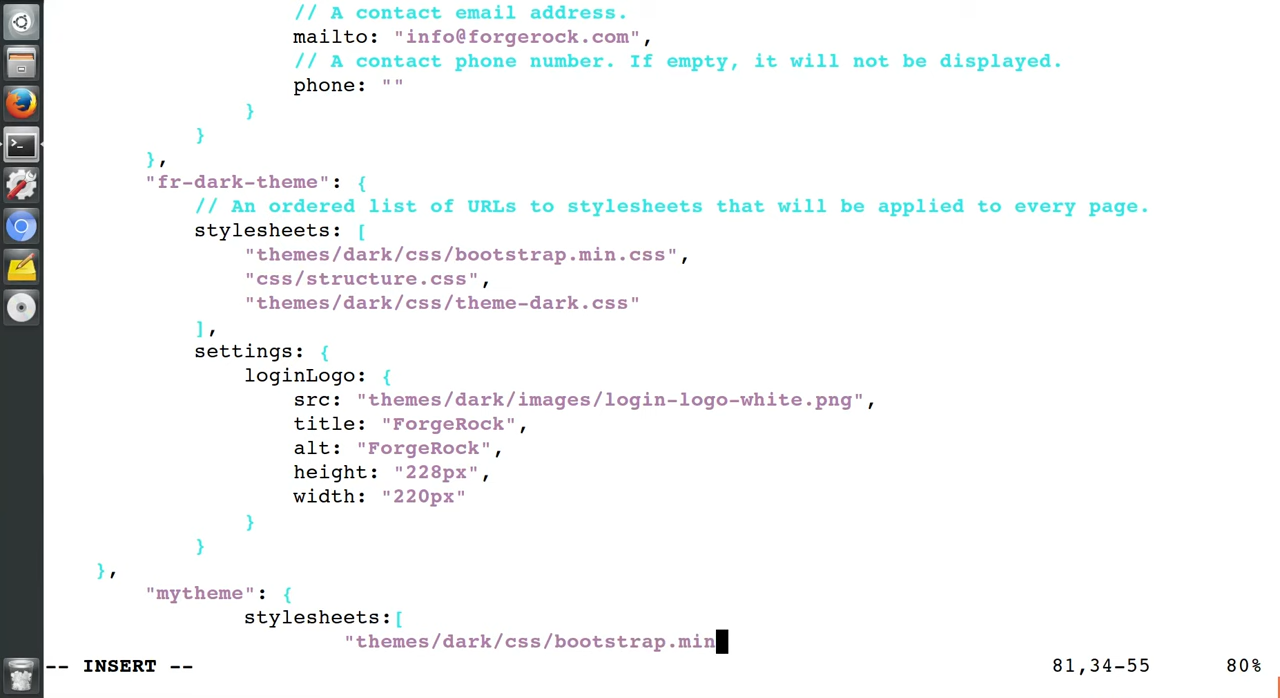 // A contact email address.
mailto: "info@forgerock.com",
// A contact phone number. If empty, it will not be displayed.
phone: ""
}
}
},
"fr-dark-theme": {
// An ordered list of URLs to stylesheets that will be applied to every page.
stylesheets: [
"themes/dark/css/bootstrap.min.css",
"css/structure.css",
"themes/dark/css/theme-dark.css"
],
settings: {
loginLogo: {
src: "themes/dark/images/login-logo-white.png",
title: "ForgeRock",
alt: "ForgeRock",
height: "228px",
width: "220px"
}
}
},
"mytheme": {
stylesheets:[
"themes/dark/css/bootstrap.min
-- INSERT -- 81,34-55 80%